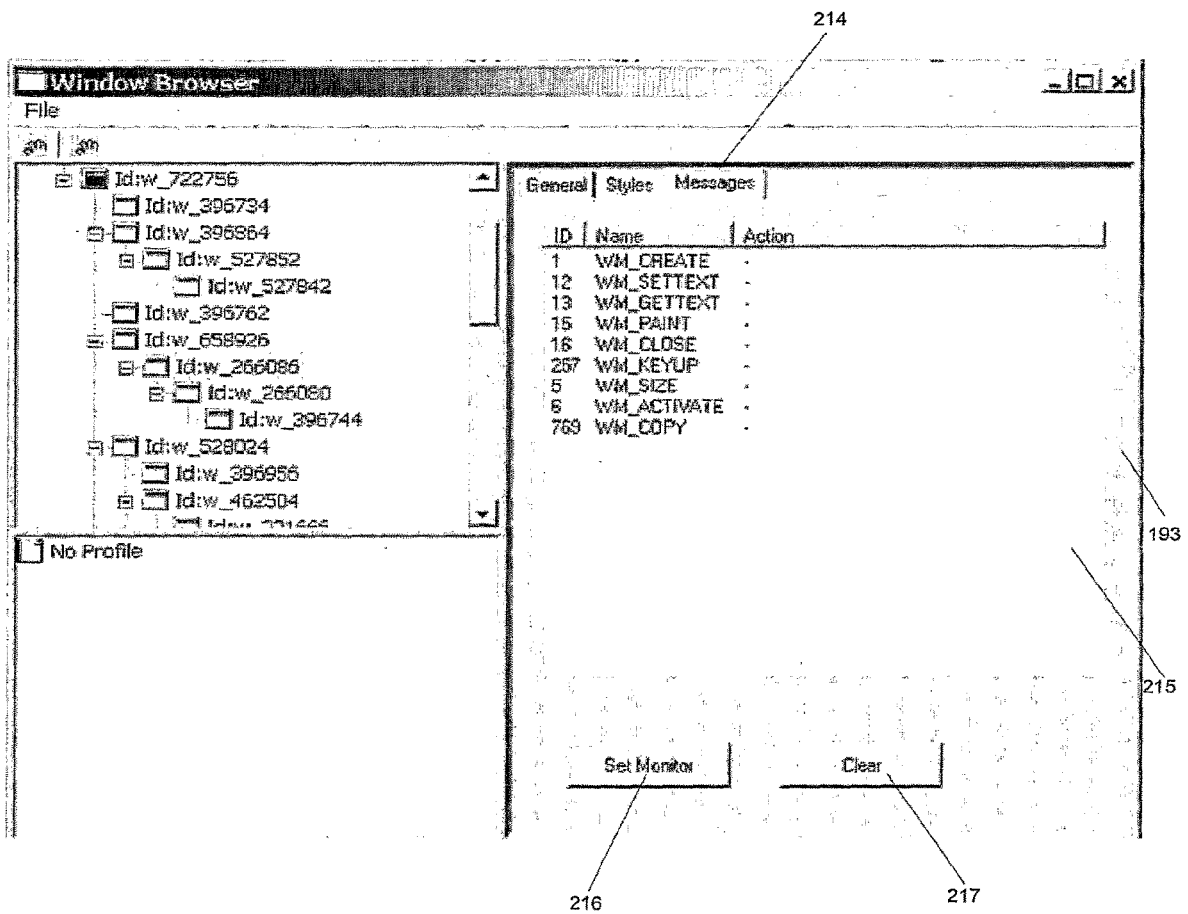 214
Window Browser
File
Id:w_722756
Id:w_396734
Id:w_396864
Id:w_527852
Id:w_527842
Id:w_396762
Id:w_658926
Id:w_266086
Id:w_266080
Id:w_396744
Id:w_528024
Id:w_396956
Id:w_462504
No Profile
General Styles Messages
ID Name Action
1 WM_CREATE -
12 WM_SETTEXT -
13 WM_GETTEXT -
15 WM_PAINT -
16 WM_CLOSE -
257 WM_KEYUP -
5 WM_SIZE -
6 WM_ACTIVATE -
769 WM_COPY -
193
215
Set Monitor Clear
216
217